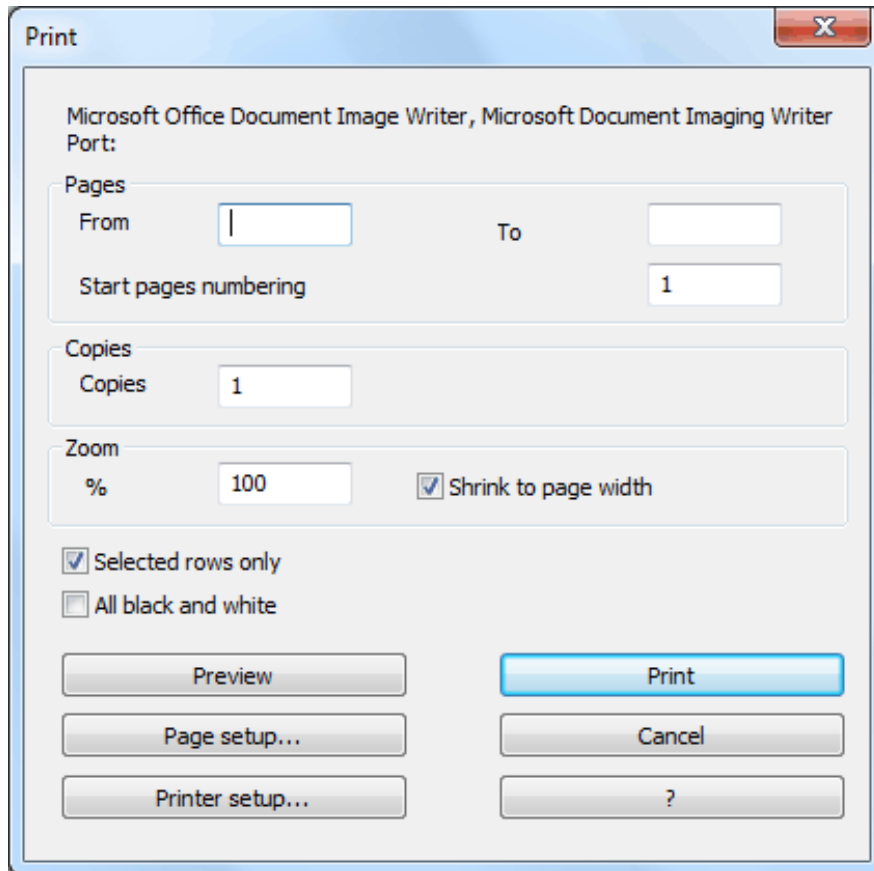 Print
X
Microsoft Office Document Image Writer, Microsoft Document Imaging Writer
Port:
Pages
From
To
Start pages numbering 1
Copies
Copies 1
Zoom
% 100 Shrink to page width
Selected rows only
All black and white
Preview Print
Page setup... Cancel
Printer setup... ?